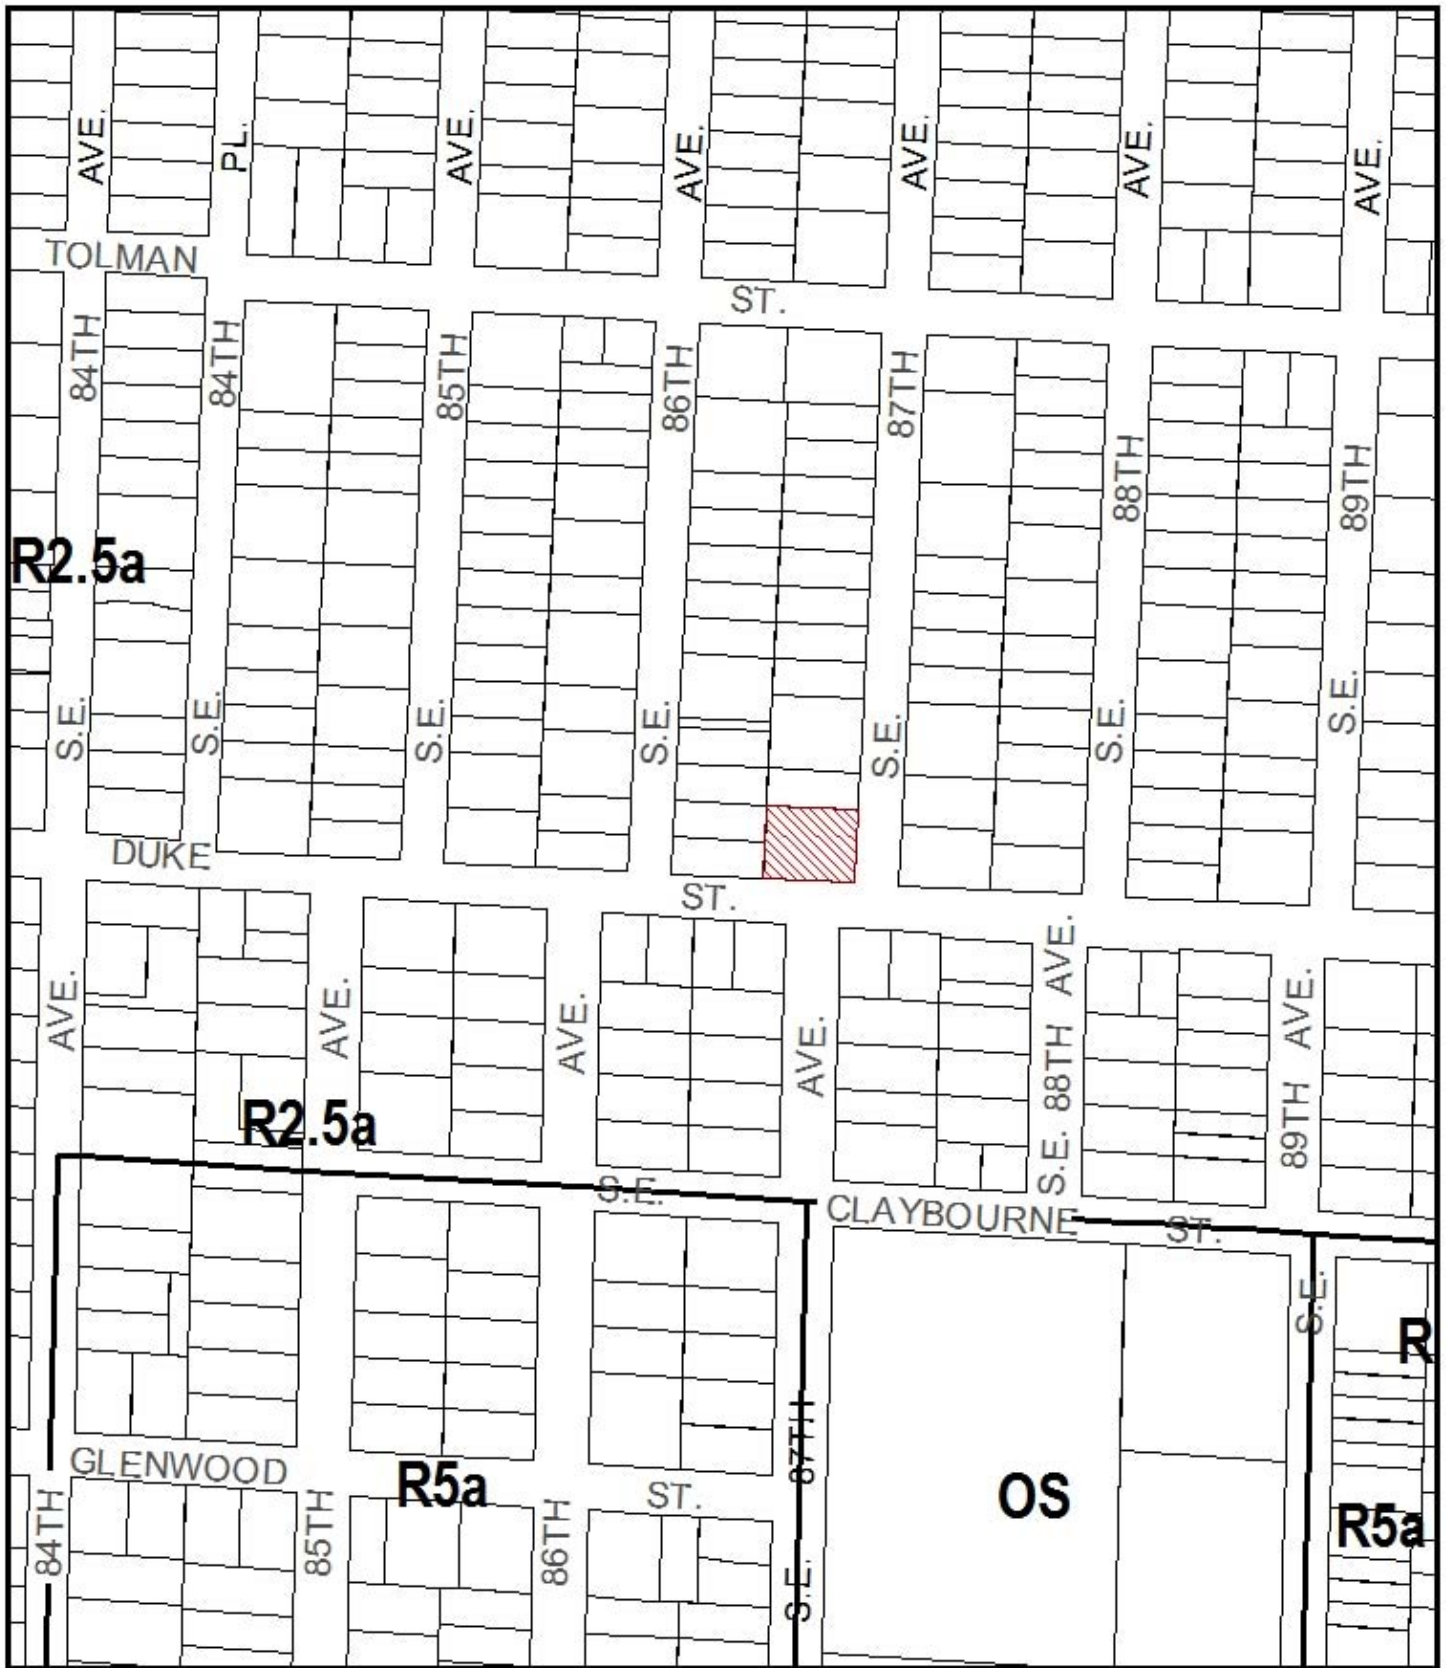 AVE.
PL.
AVE.
AVE.
AVE.
AVE.
AVE.
TOLMAN
ST.
84TH
84TH
85TH
86TH
87TH
88TH
89TH
R2.5a
S.E.
S.E.
S.E.
S.E.
S.E.
S.E.
S.E.
DUKE
ST.
AVE.
AVE.
AVE.
AVE.
S.E. 88TH AVE.
89TH AVE.
R2.5a
S.E.
CLAYBOURNE
ST.
S.E.
R
GLENWOOD
R5a
ST.
87TH
OS
R5a
84TH
85TH
86TH
S.E.